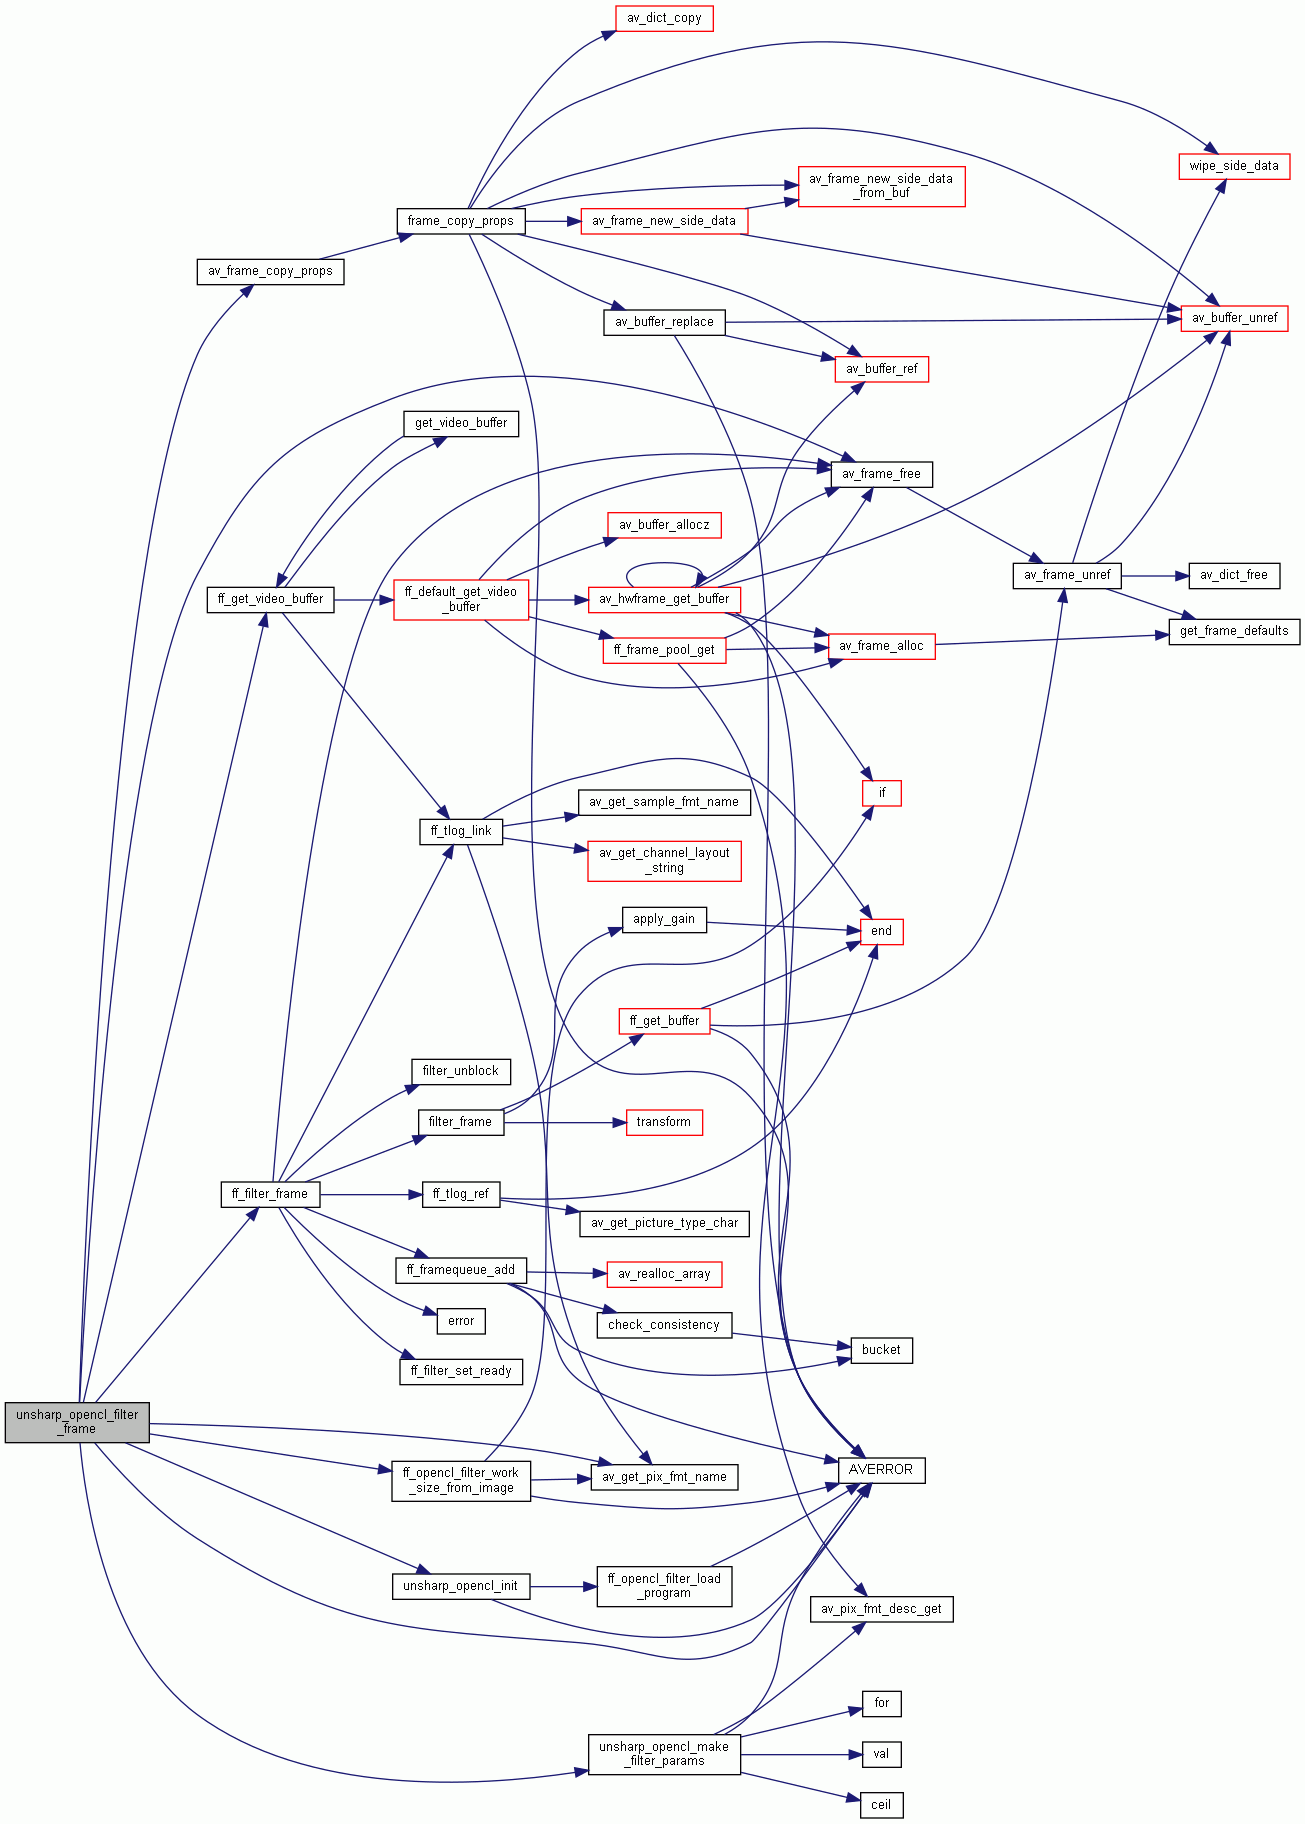 av_dict_copy
wipe_side_data
av_frame_new_side_data
_from_buf
frame_copy_props
av_frame_new_side_data
av_frame_copy_props
av_buffer_replace
av_buffer_unref
av_buffer_ref
get_video_buffer
av_frame_free
av_buffer_allocz
ff_get_video_buffer
ff_default_get_video
_buffer
av_hwframe_get_buffer
av_frame_unref
av_dict_free
get_frame_defaults
ff_frame_pool_get
av_frame_alloc
if
av_get_sample_fmt_name
ff_tlog_link
av_get_channel_layout
_string
apply_gain
end
ff_get_buffer
filter_unblock
filter_frame
transform
ff_filter_frame
ff_tlog_ref
av_get_picture_type_char
ff_framequeue_add
av_realloc_array
error
check_consistency
bucket
ff_filter_set_ready
unsharp_opencl_filter
_frame
ff_opencl_filter_work
_size_from_image
av_get_pix_fmt_name
AVERROR
unsharp_opencl_init
ff_opencl_filter_load
_program
av_pix_fmt_desc_get
for
unsharp_opencl_make
_filter_params
val
ceil